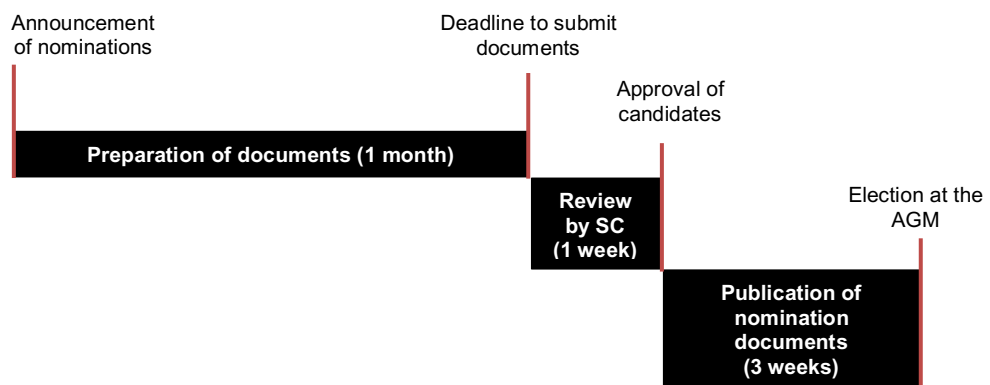 Announcement
of nominations
Deadline to submit
documents
Approval of
candidates
Preparation of documents (1 month)
Review
by SC
(1 week)
Election at the
AGM
Publication of
nomination
documents
(3 weeks)